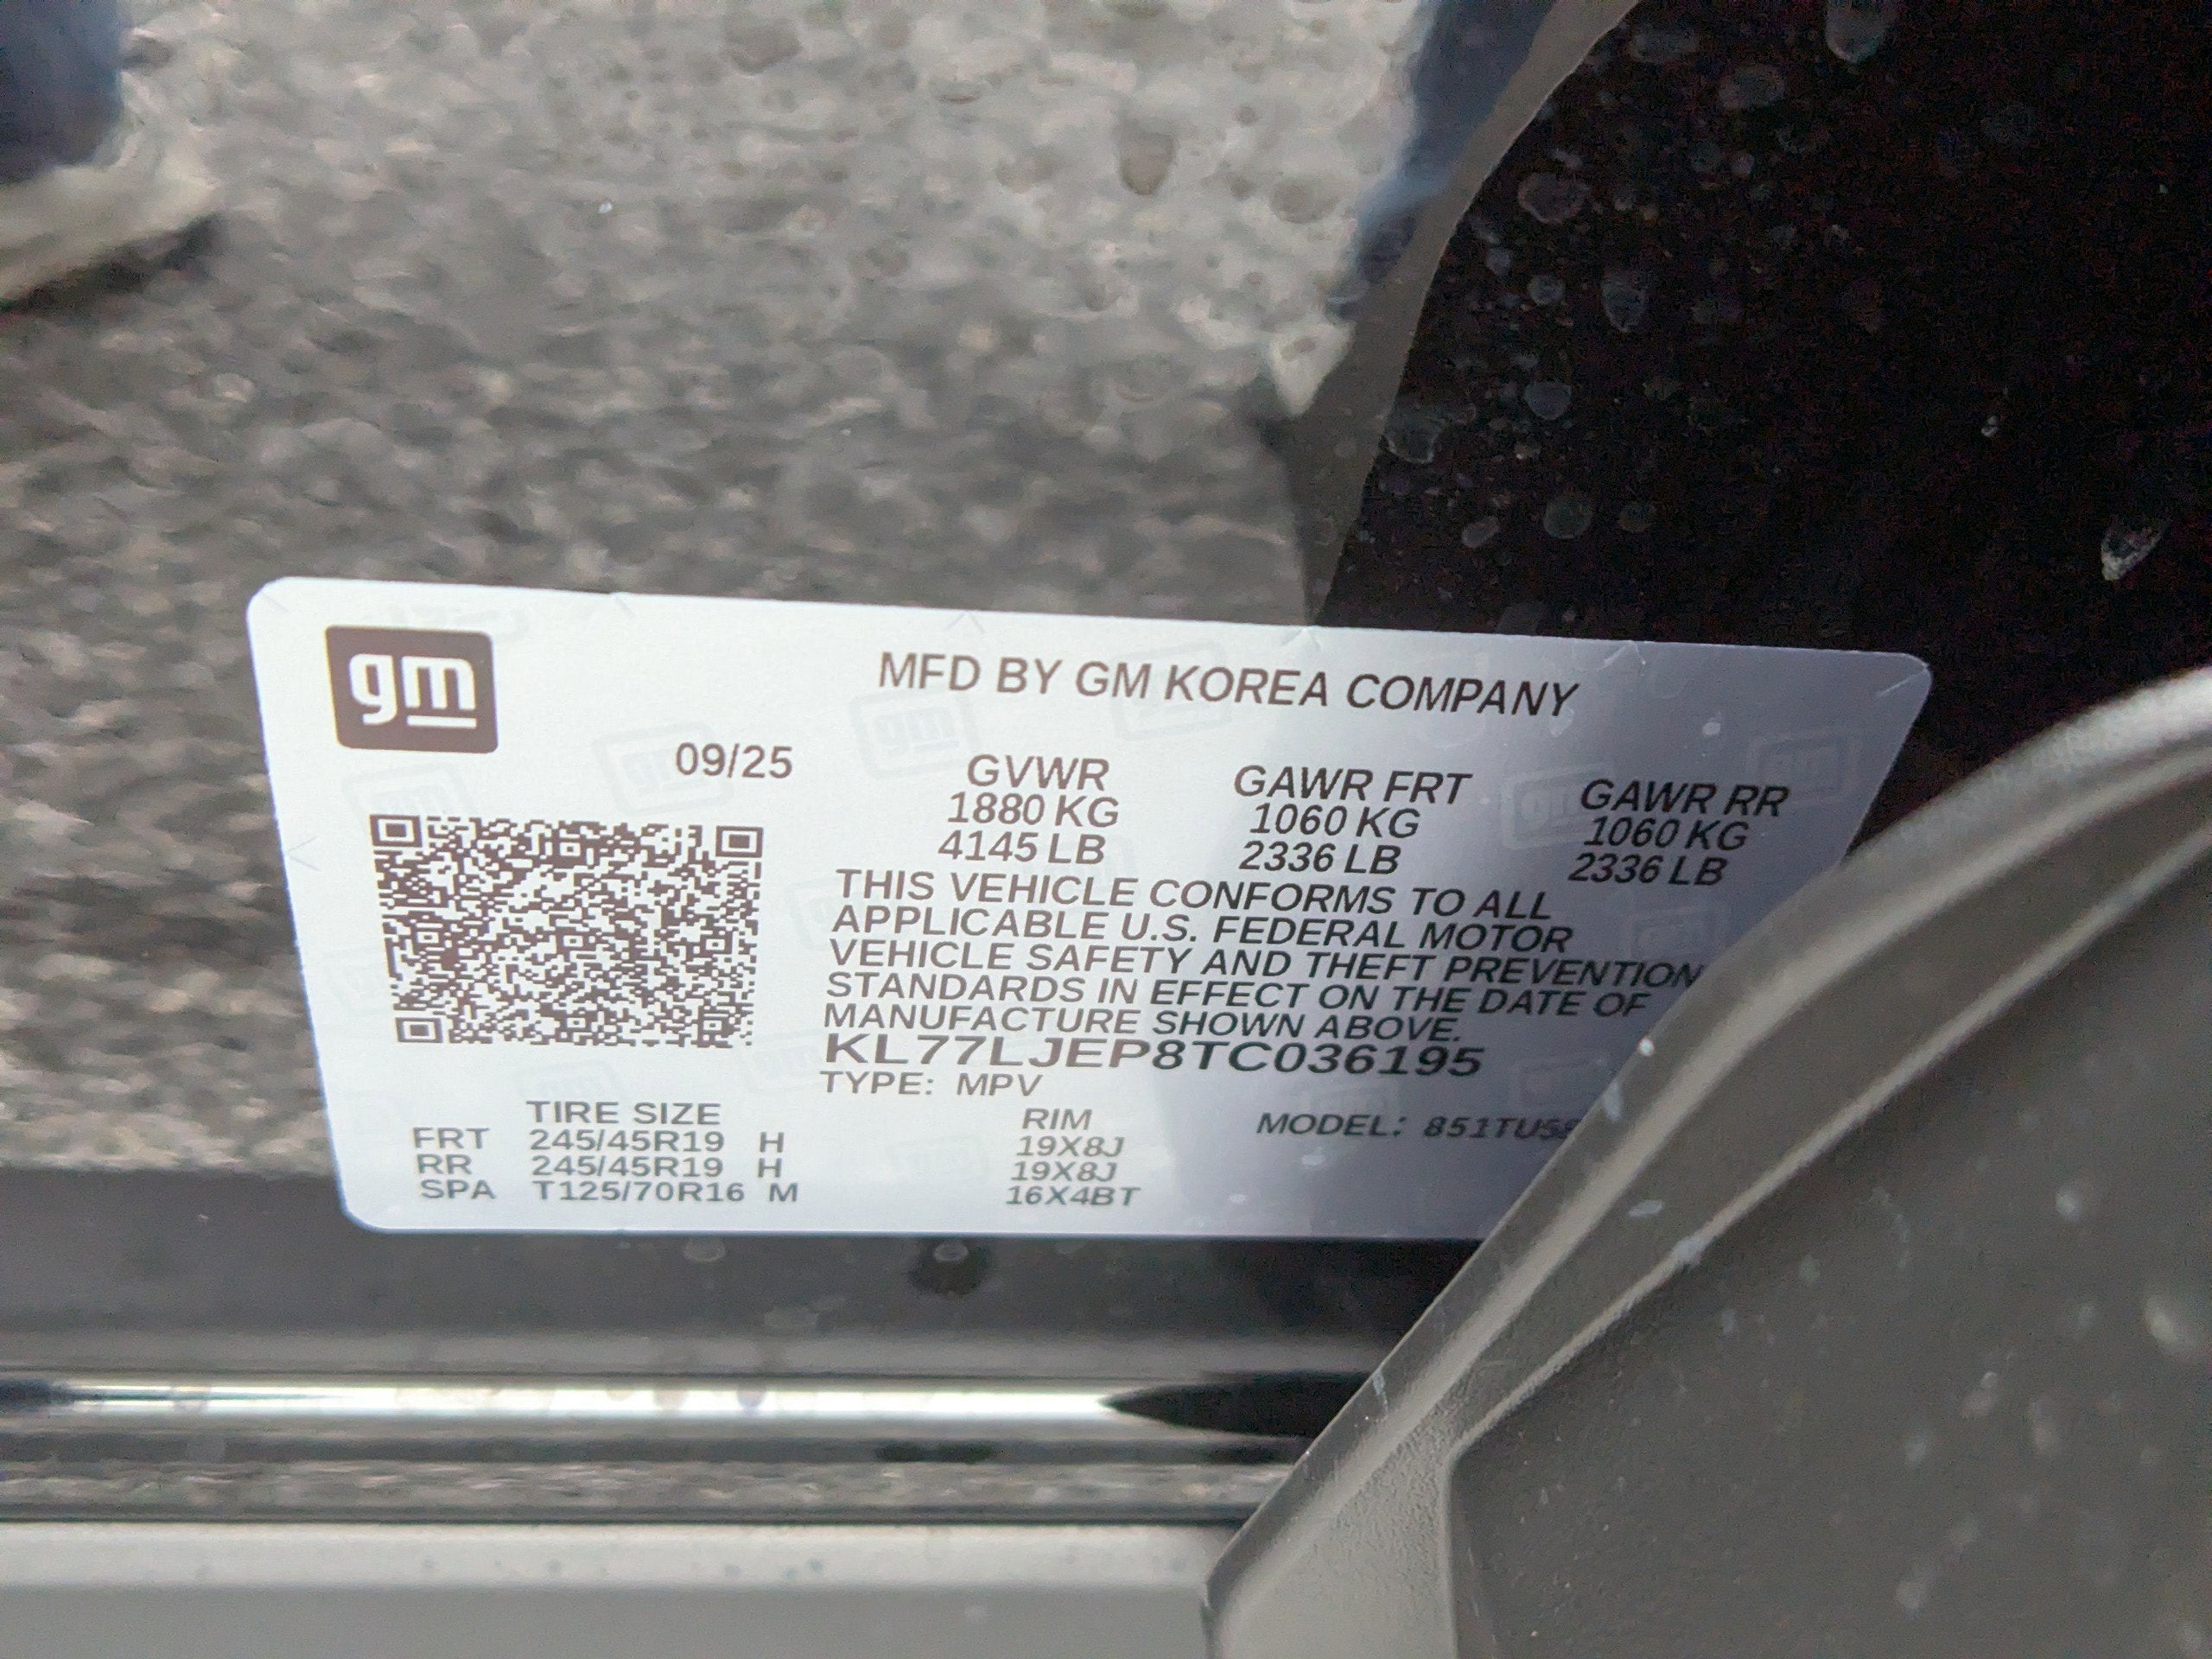 gm
MFD BY GM KOREA COMPANY
09/25
GVWR GAWR FRT GAWR RR
1880 KG 1060 KG 1060 KG
4145 LB 2336 LB 2336 LB
THIS VEHICLE CONFORMS TO ALL
APPLICABLE U.S. FEDERAL MOTOR
VEHICLE SAFETY AND THEFT PREVENTION
STANDARDS IN EFFECT ON THE DATE OF
MANUFACTURE SHOWN ABOVE.
KL77LJEP8TC036195
TYPE: MPV
MODEL:
TIRE SIZE RIM
FRT 245/45R19 H 19X8J
RR 245/45R19 H 19X8J
SPA T125/70R16 M 16X4BT